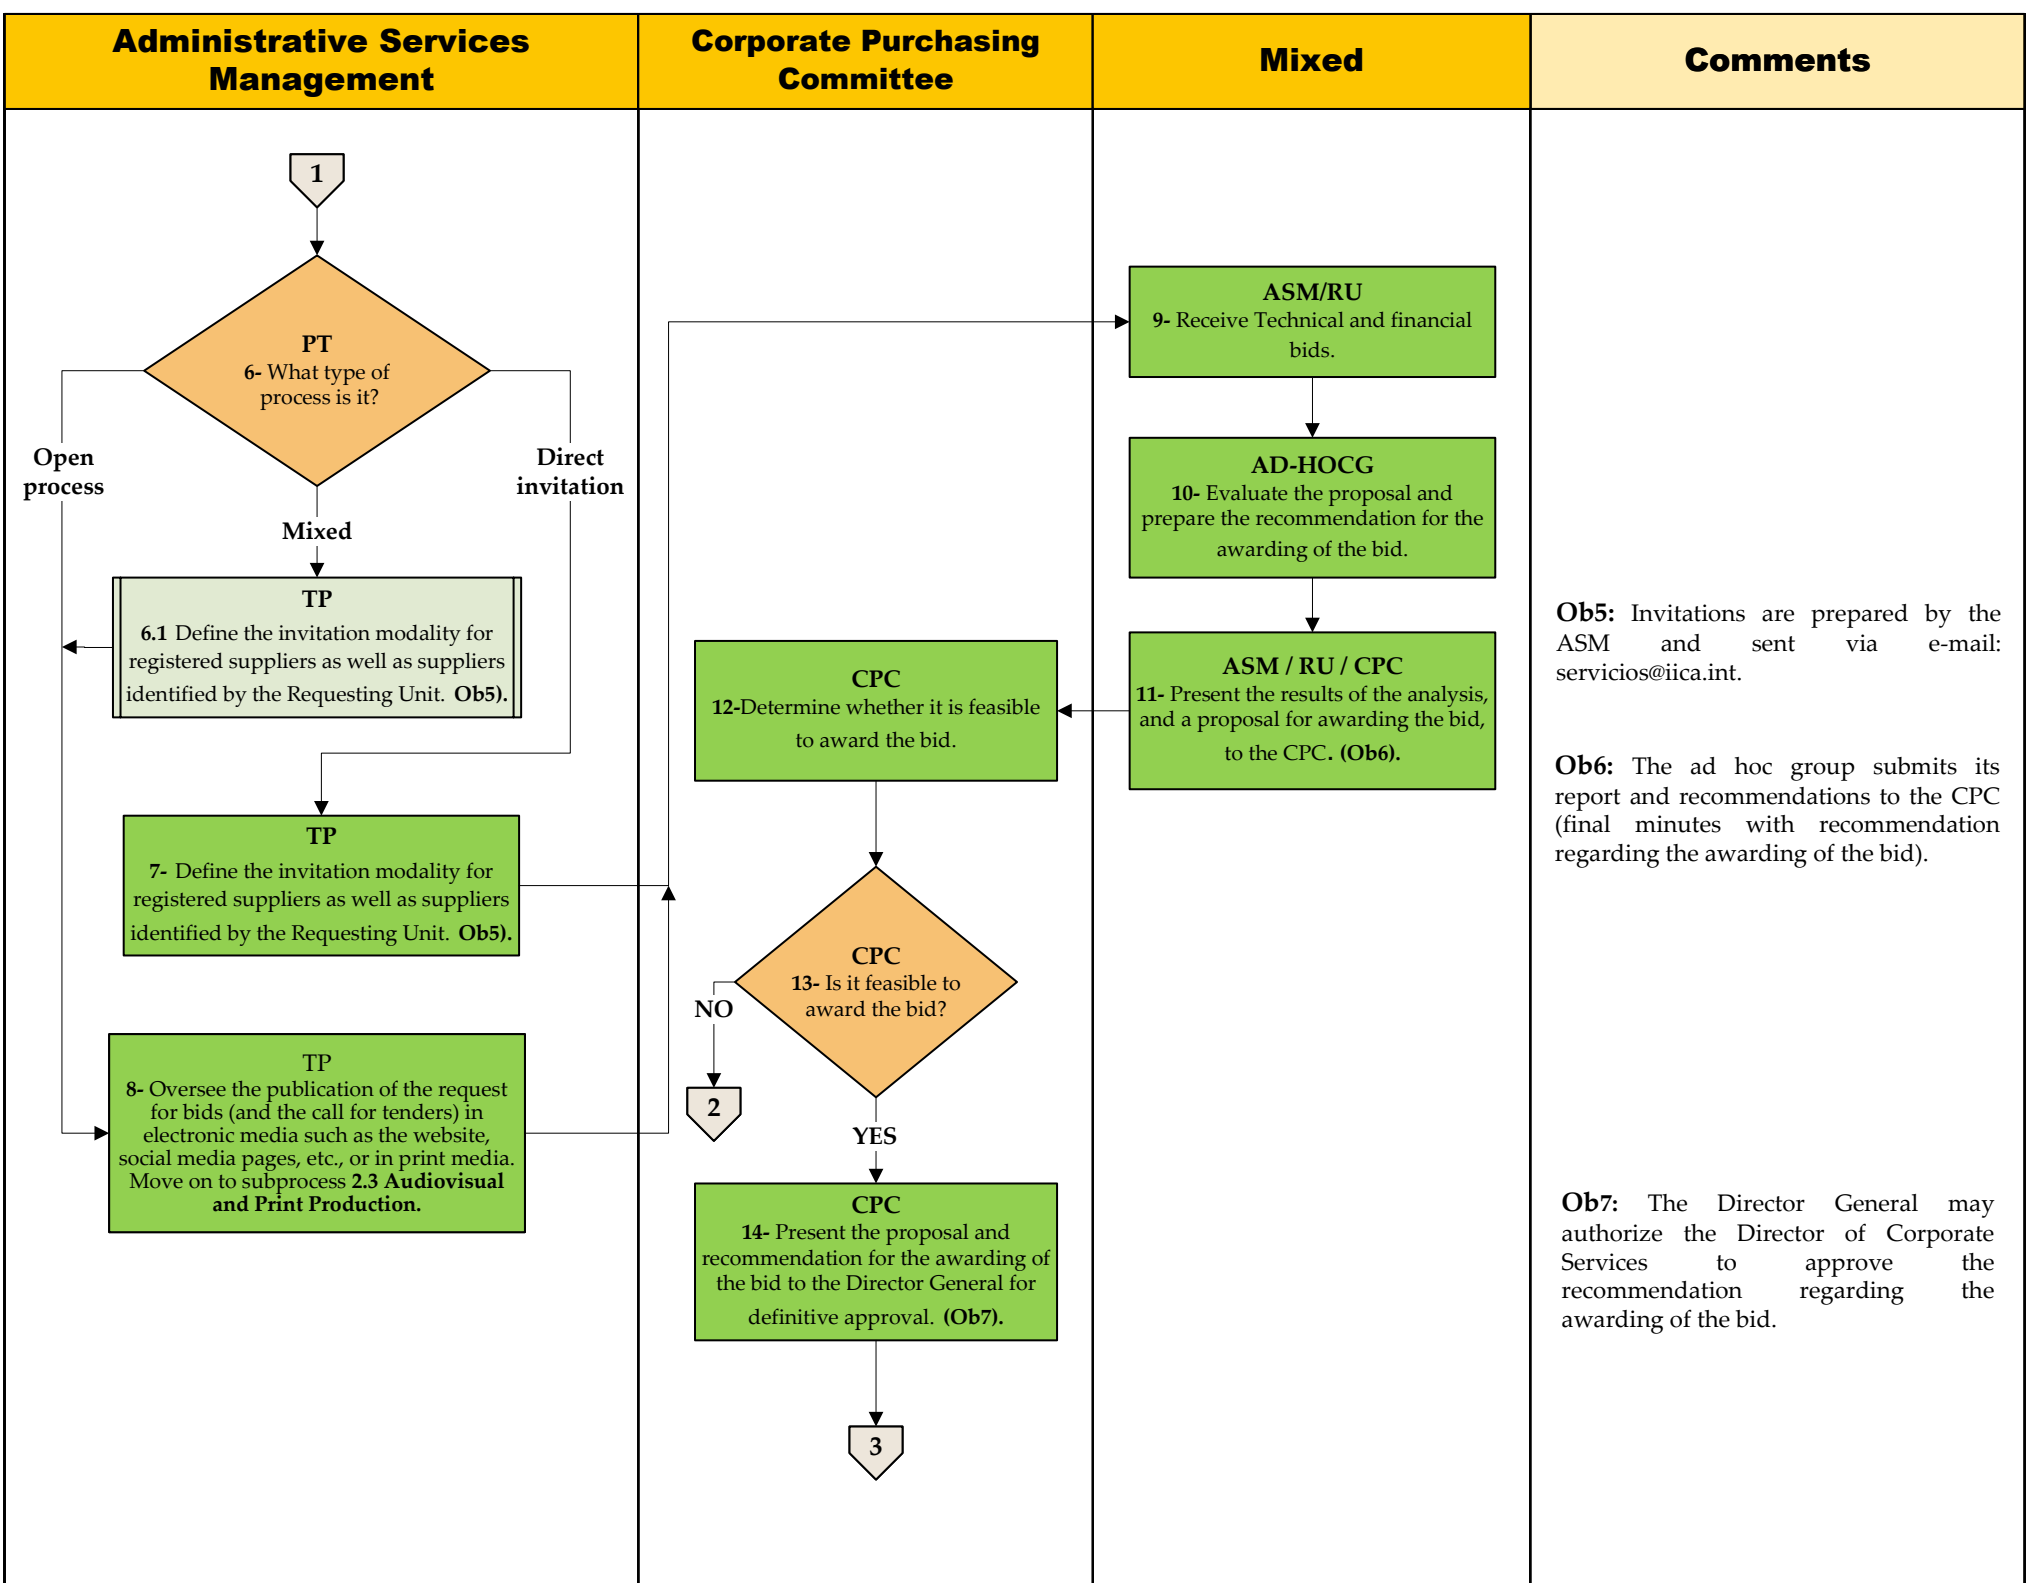 Administrative Services
Management
Corporate Purchasing
Committee
Mixed
Comments
1
PT
6- What type of
process is it?
Open
process
Direct
invitation
Mixed
TP
6.1 Define the invitation modality for
registered suppliers as well as suppliers
identified by the Requesting Unit. Ob5).
TP
7- Define the invitation modality for
registered suppliers as well as suppliers
identified by the Requesting Unit. Ob5).
TP
8- Oversee the publication of the request
for bids (and the call for tenders) in
electronic media such as the website,
social media pages, etc., or in print media.
Move on to subprocess 2.3 Audiovisual
and Print Production.
CPC
12-Determine whether it is feasible
to award the bid.
CPC
13- Is it feasible to
award the bid?
NO
2
YES
CPC
14- Present the proposal and
recommendation for the awarding of
the bid to the Director General for
definitive approval. (Ob7).
3
ASM/RU
9- Receive Technical and financial
bids.
AD-HOCG
10- Evaluate the proposal and
prepare the recommendation for the
awarding of the bid.
ASM / RU / CPC
11- Present the results of the analysis,
and a proposal for awarding the bid,
to the CPC. (Ob6).
Ob5: Invitations are prepared by the
ASM and sent via e-mail:
servicios@iica.int.
Ob6: The ad hoc group submits its
report and recommendations to the CPC
(final minutes with recommendation
regarding the awarding of the bid).
Ob7: The Director General may
authorize the Director of Corporate
Services to approve the
recommendation regarding the
awarding of the bid.